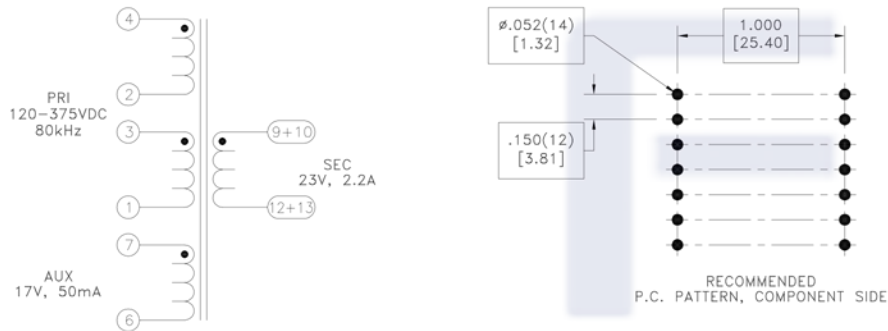 4
2
PRI
120-375VDC
80kHz
3
1
7
AUX
17V, 50mA
6
9+10
SEC
23V, 2.2A
12+13
ø.052(14)
[1.32]
1.000
[25.40]
.150(12)
[3.81]
RECOMMENDED
P.C. PATTERN, COMPONENT SIDE